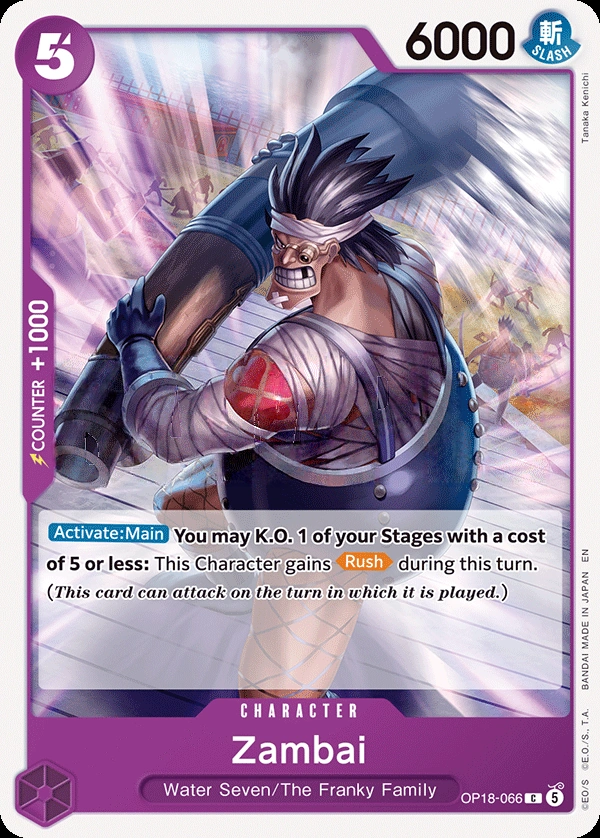 5
6000
斬
SLASH
Tanaka Kenichi
COUNTER +1000
Activate:Main You may K.O. 1 of your Stages with a cost
of 5 or less: This Character gains Rush during this turn.
(This card can attack on the turn in which it is played.)
CHARACTER
Zambai
Water Seven/The Franky Family
OP18-066 C 5
©EO/S ©E.O./S., T.A. BANDAI MADE IN JAPAN EN